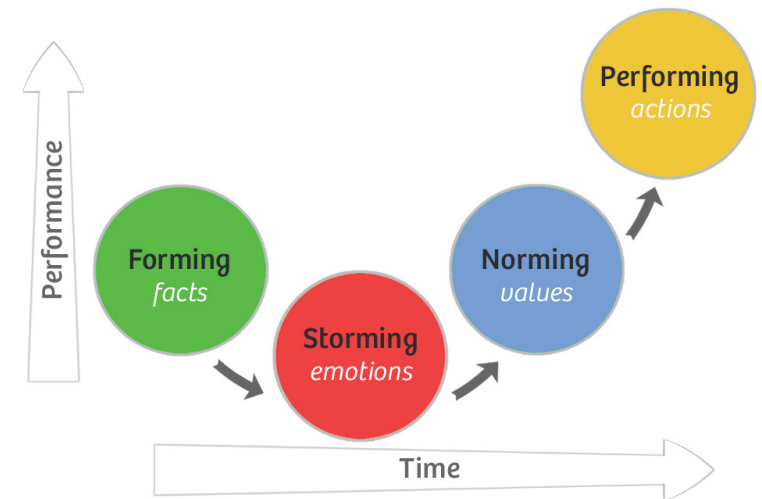 Performing
actions
Performance
Forming
facts
Norming
values
Storming
emotions
Time